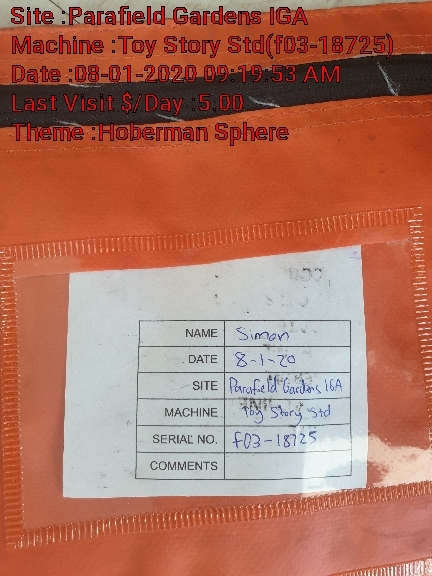 Site :Parafield Gardens IGA
Machine :Toy Story Std(f03-18725)
Date :08-01-2020 09:19:53 AM
Last Visit $/Day :5.00
Theme :Hoberman Sphere
NAME Simon
DATE 8-1-20
SITE Parafield Gardens IGA
MACHINE Toy Story Std
SERIAL NO. f03-18725
COMMENTS